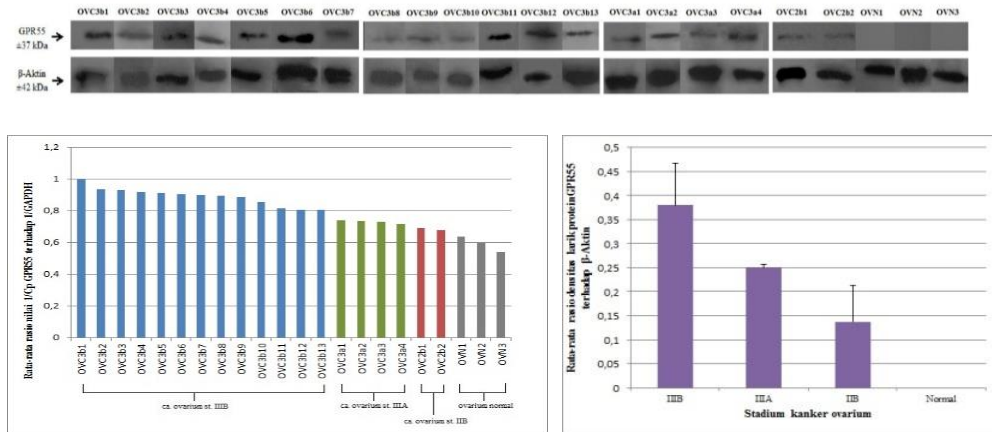 OVC3b1 OVC3b2 OVC3b3 OVC3b4 OVC3b5 OVC3b6 OVC3b7 OVC3b8 OVC3b9 OVC3b10 OVC3b11 OVC3b12 OVC3b13 OVC3a1 OVC3a2 OVC3a3 OVC3a4 OVC2b1 OVC2b2 OVN1 OVN2 OVN3
GPR55
±37 kDa
β-Aktin
±42 kDa
Rata-rata rasio nilai 1/Cp GPR55 terhadap 1/GAPDH
1,2
1
0,8
0,6
0,4
0,2
0
OVC3b1 OVC3b2 OVC3b3 OVC3b4 OVC3b5 OVC3b6 OVC3b7 OVC3b8 OVC3b9 OVC3b10 OVC3b11 OVC3b12 OVC3b13 OVC3a1 OVC3a2 OVC3a3 OVC3a4 OVC2b1 OVC2b2 OVN1 OVN2 OVN3
ca. ovarium st. IIIB
ca. ovarium st. IIIA
ovarium normal
ca. ovarium st. IIB
Rata-rata rasio densitas larik protein GPR55
terhadap β-Aktin
0,5
0,45
0,4
0,35
0,3
0,25
0,2
0,15
0,1
0,05
0
IIIB IIIA IIB Normal
Stadium kanker ovarium